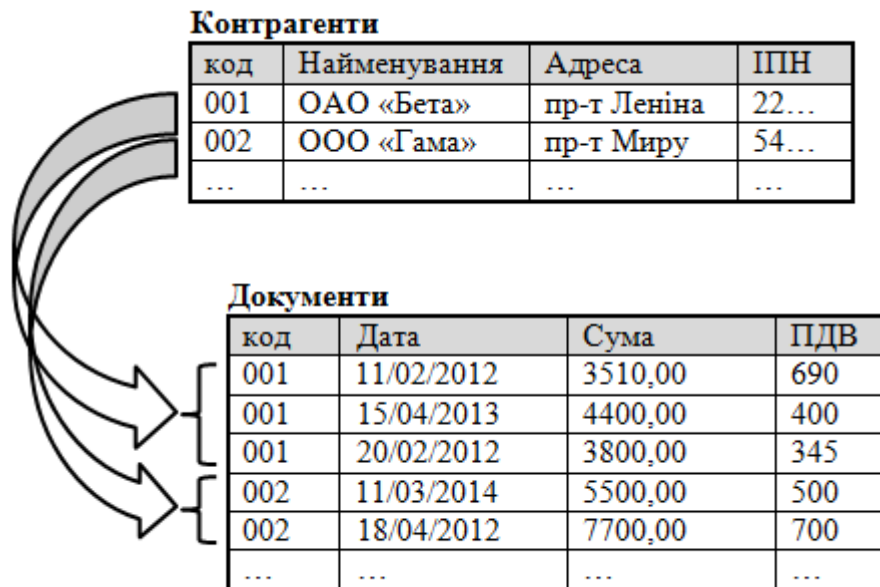 Контрагенти
код Найменування Адреса ІПН
001 ОАО «Бета» пр-т Леніна 22...
002 ООО «Гама» пр-т Миру 54...
... ... ... ...
Документи
код Дата Сума ПДВ
001 11/02/2012 3510,00 690
001 15/04/2013 4400,00 400
001 20/02/2012 3800,00 345
002 11/03/2014 5500,00 500
002 18/04/2012 7700,00 700
... ... ... ...